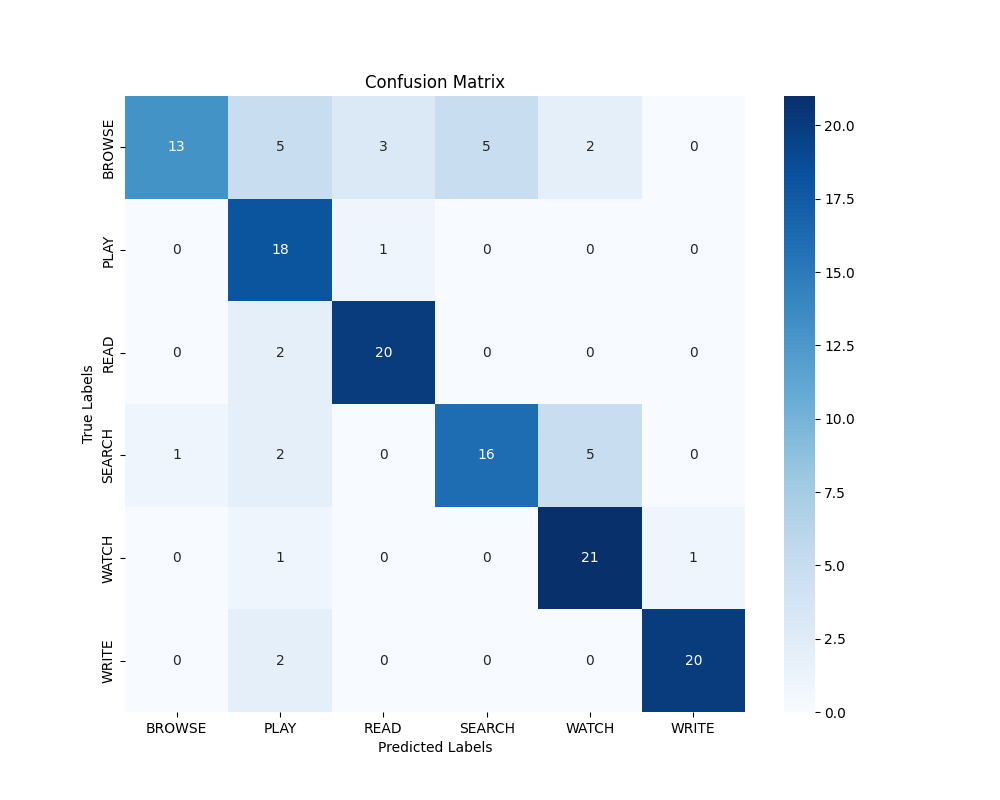 Confusion Matrix
True Labels
BROWSE 13 5 3 5 2 0
PLAY 0 18 1 0 0 0
READ 0 2 20 0 0 0
SEARCH 1 2 0 16 5 0
WATCH 0 1 0 0 21 1
WRITE 0 2 0 0 0 20
BROWSE PLAY READ SEARCH WATCH WRITE
Predicted Labels
20.0
17.5
15.0
12.5
10.0
7.5
5.0
2.5
0.0